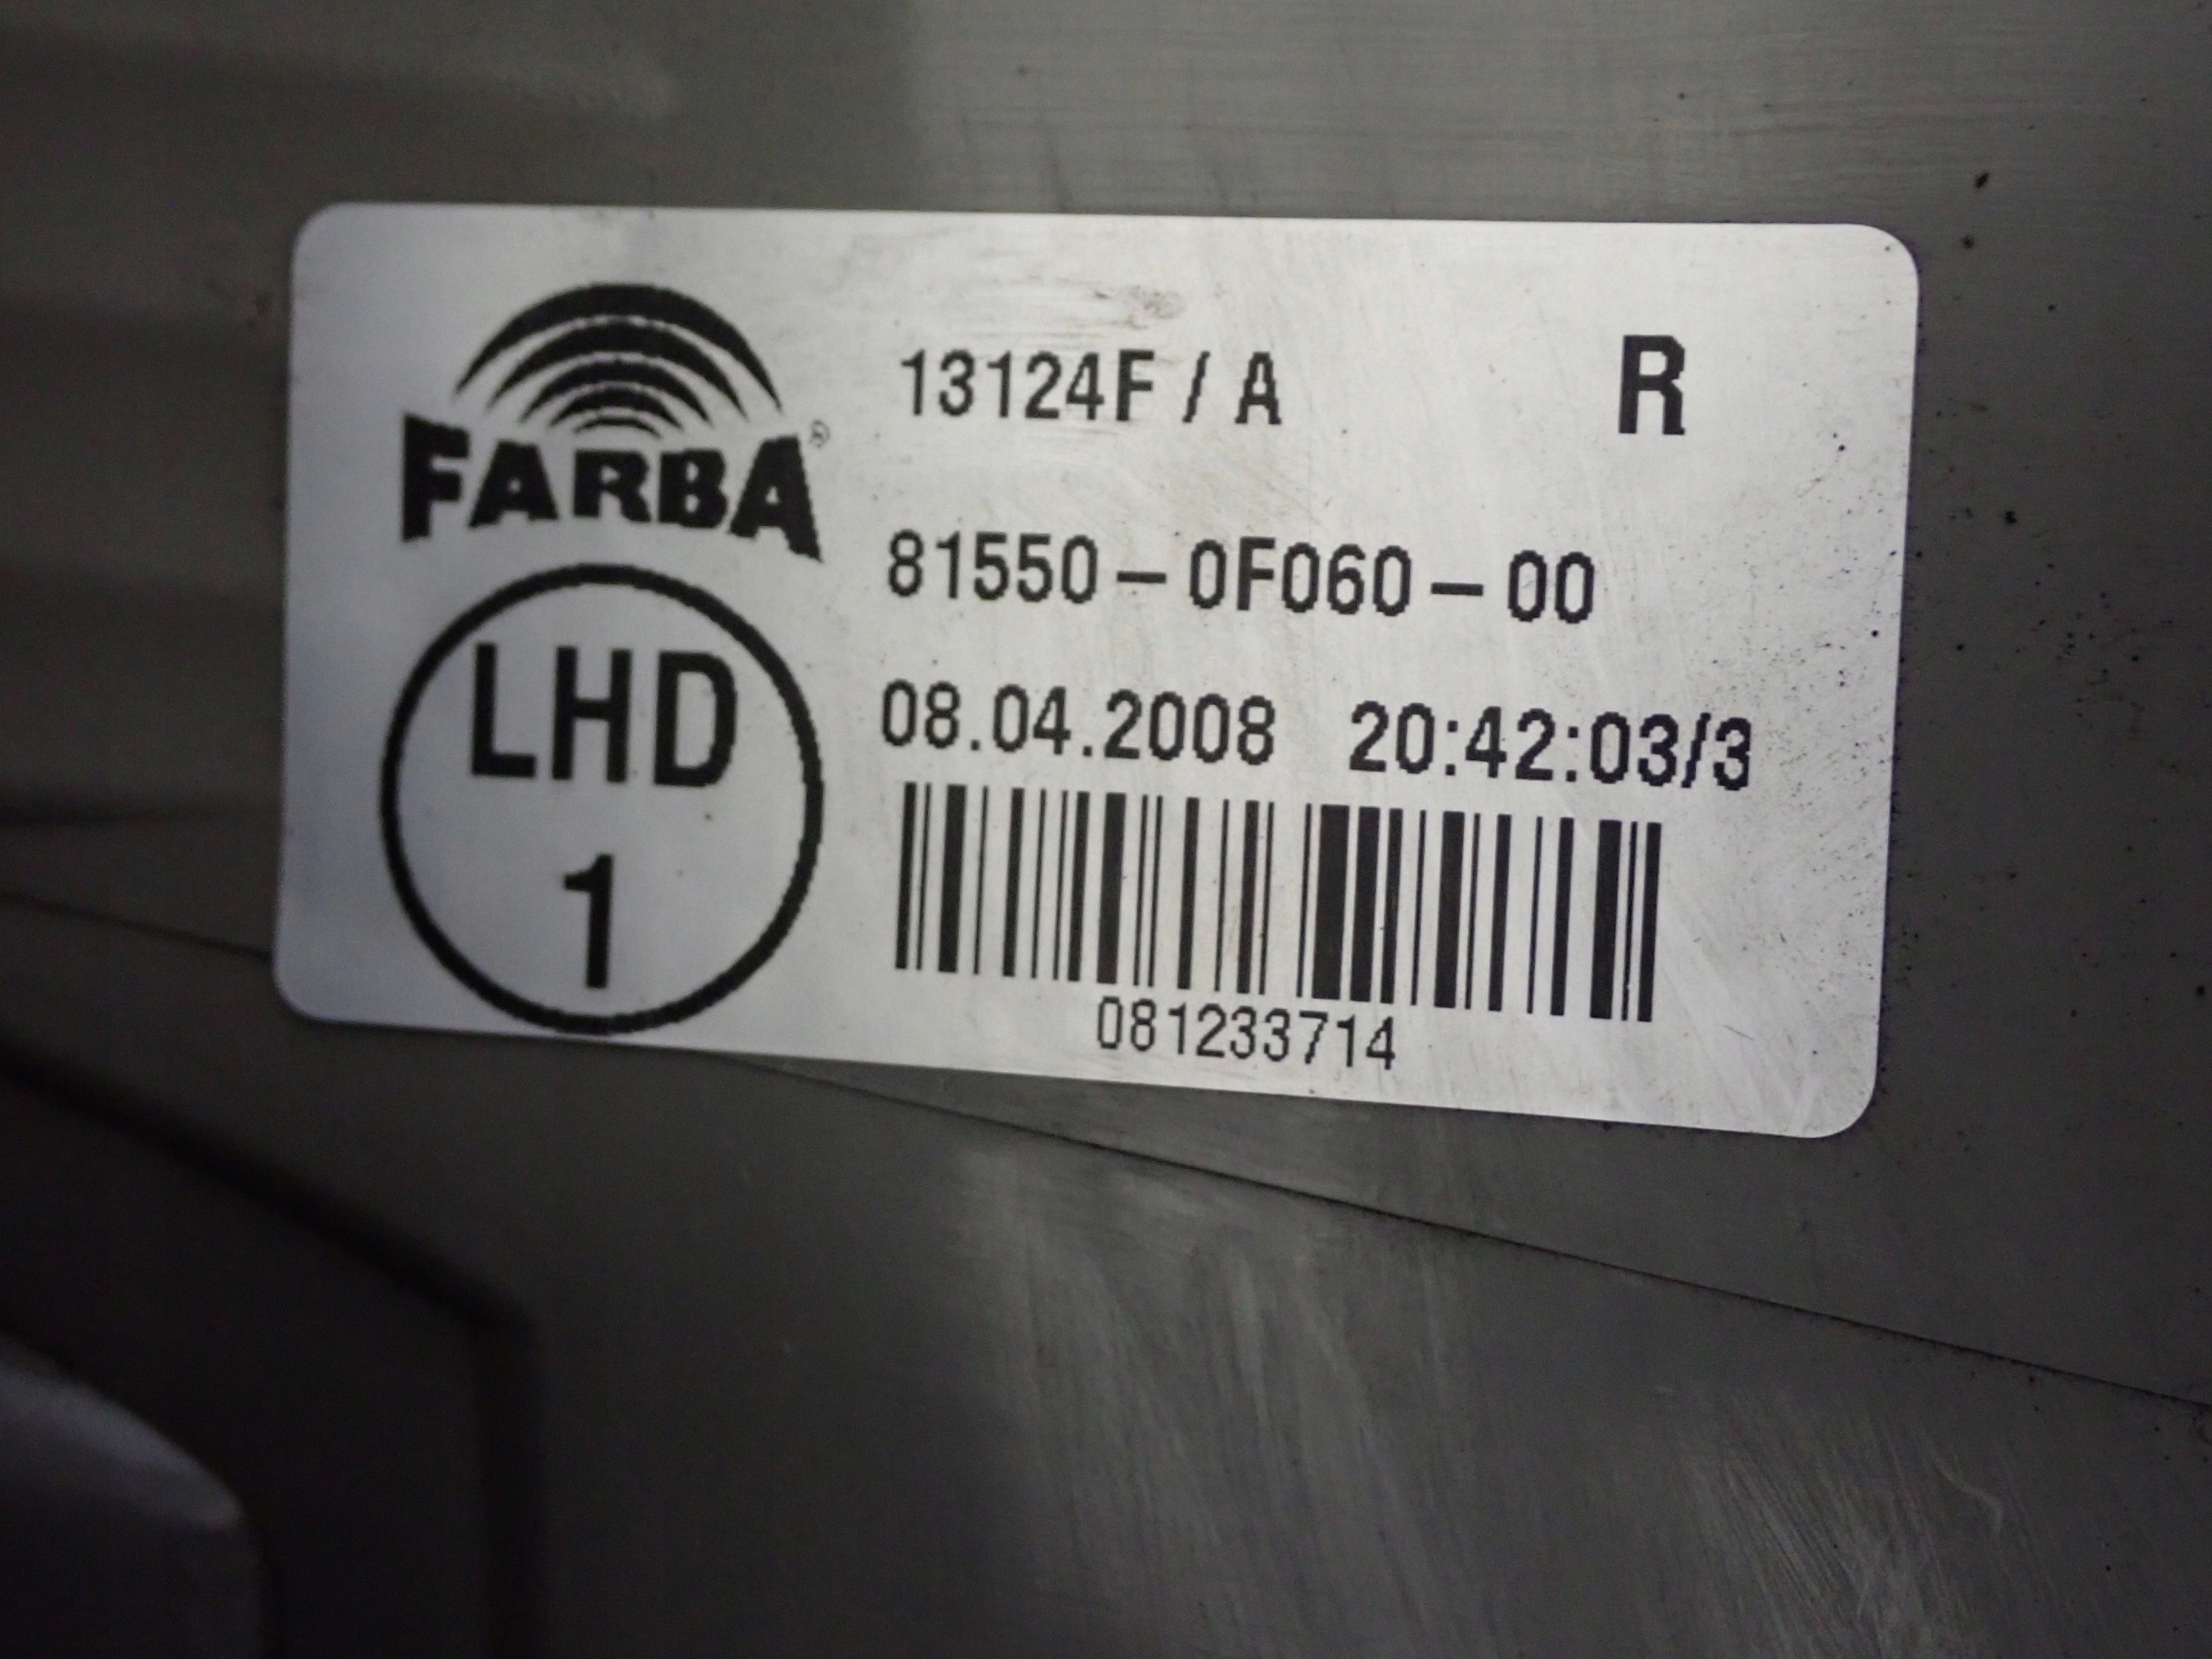 FARBA®
13124F / A R
81550 – 0F060 – 00
08.04.2008 20:42:03/3
LHD
1
081233714